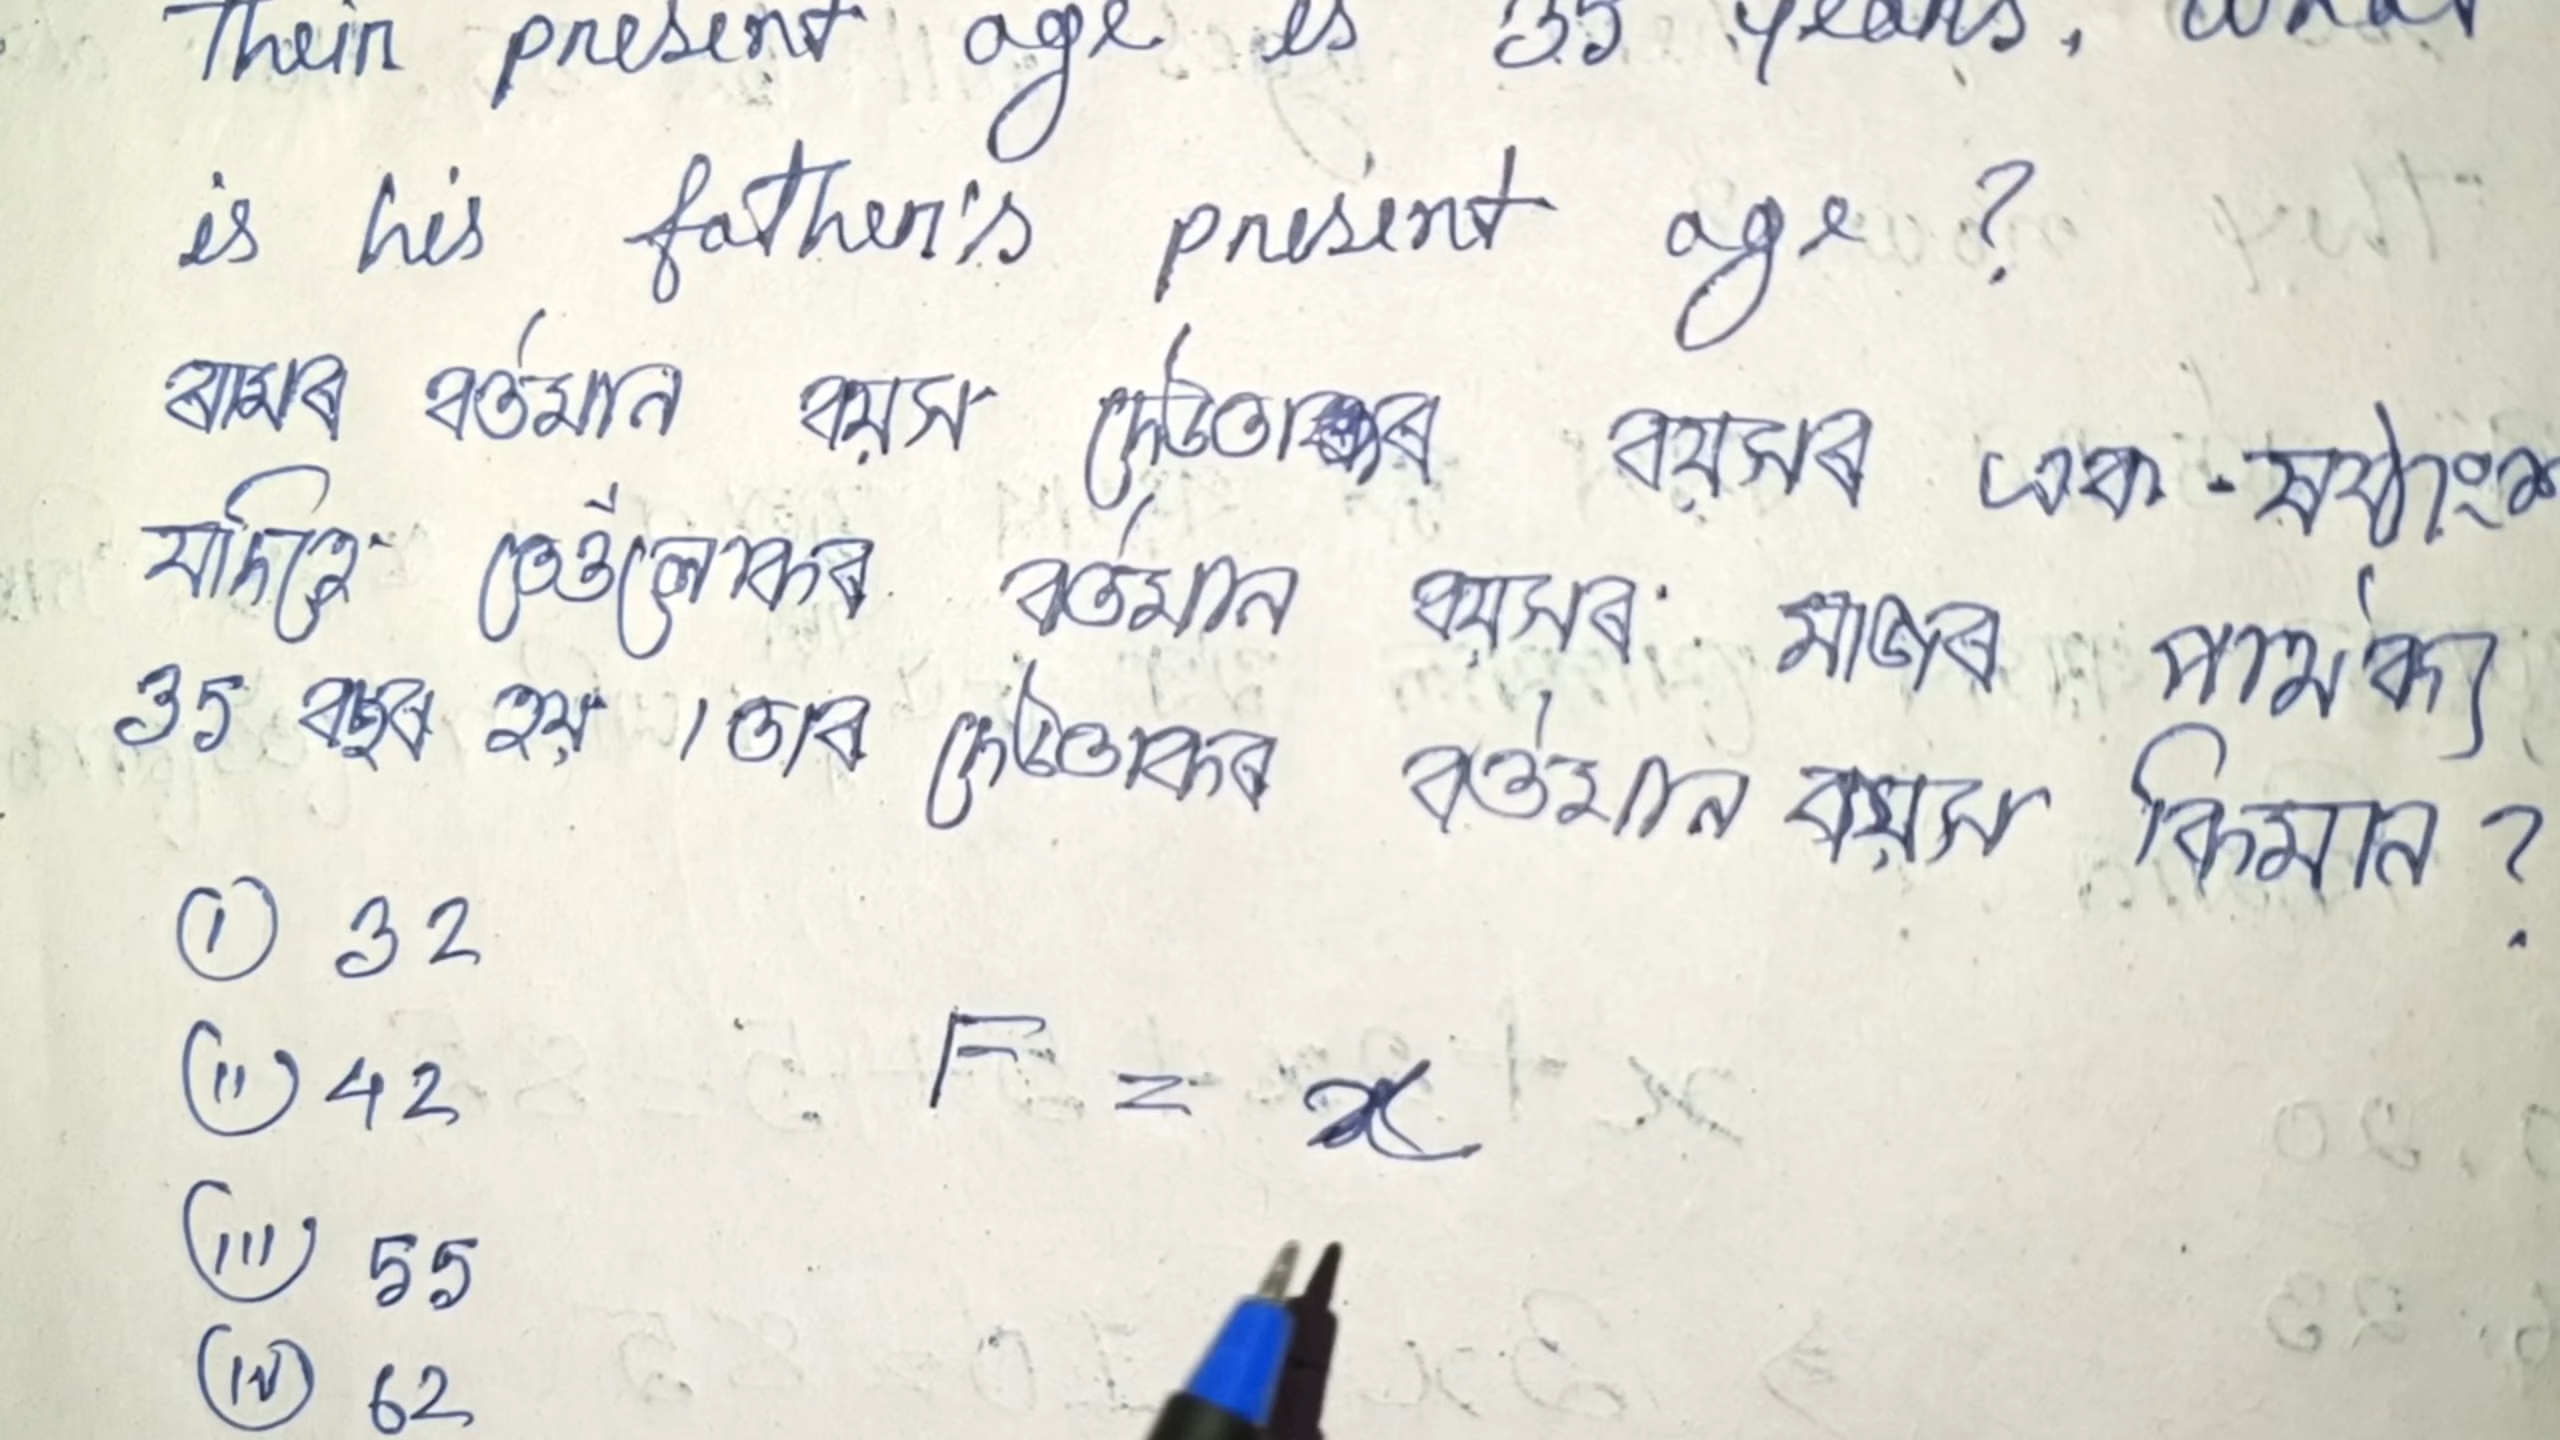 Their present age is 35 years, what
is his father's present age ?
ৰামৰ বৰ্তমান বয়স দেউতাকৰ বয়সৰ এক-ষষ্ঠাংশ
যদিহে তেওঁলোকৰ বৰ্তমান বয়সৰ মাজৰ পাৰ্থক্য
35 বছৰ হয় । তাৰ দেউতাকৰ বৰ্তমান বয়স কিমান ?
(i) 32
(ii) 42
F = x
(iii) 55
(iv) 62